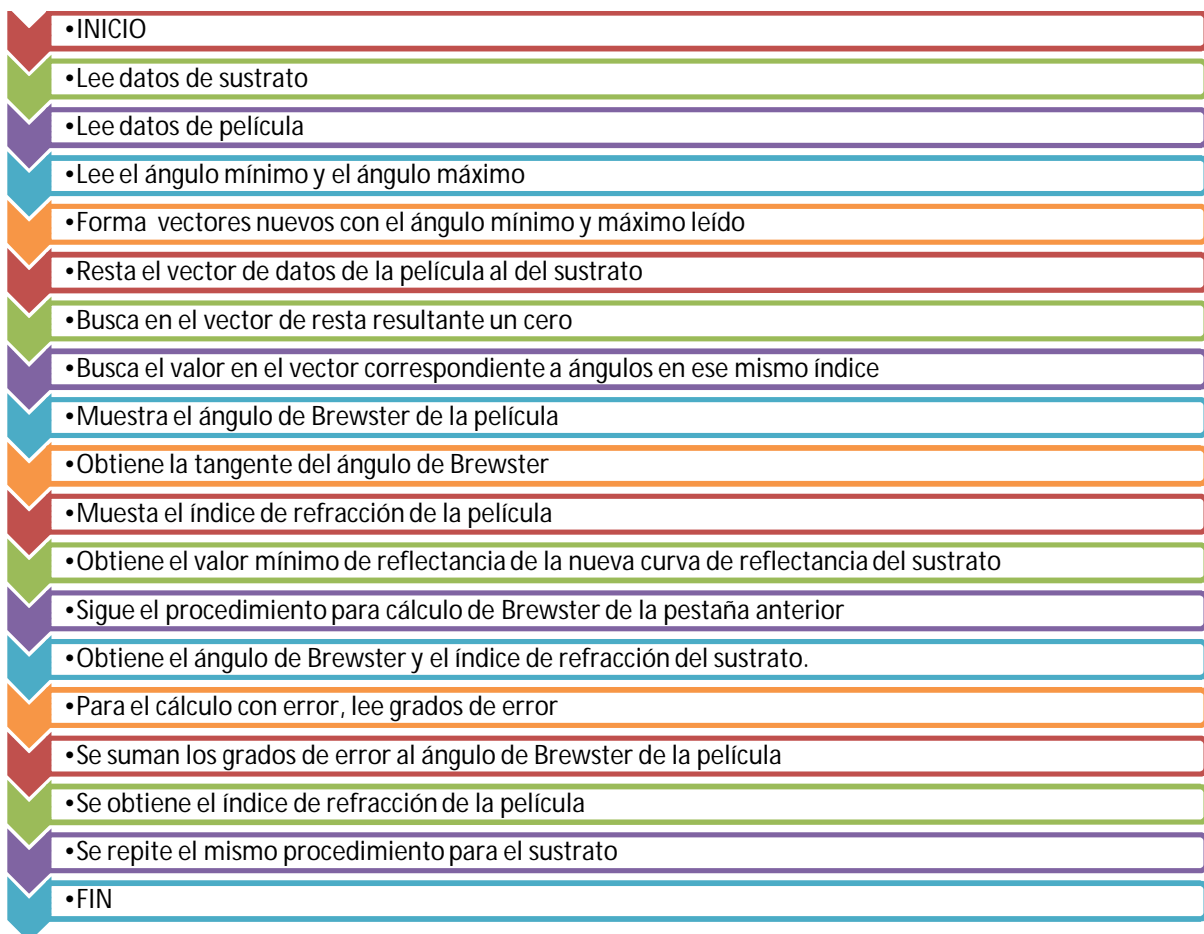 •INICIO
•Lee datos de sustrato
•Lee datos de película
•Lee el ángulo mínimo y el ángulo máximo
•Forma vectores nuevos con el ángulo mínimo y máximo leído
•Resta el vector de datos de la película al del sustrato
•Busca en el vector de resta resultante un cero
•Busca el valor en el vector correspondiente a ángulos en ese mismo índice
•Muestra el ángulo de Brewster de la película
•Obtiene la tangente del ángulo de Brewster
•Muesta el índice de refracción de la película
•Obtiene el valor mínimo de reflectancia de la nueva curva de reflectancia del sustrato
•Sigue el procedimiento para cálculo de Brewster de la pestaña anterior
•Obtiene el ángulo de Brewster y el índice de refracción del sustrato.
•Para el cálculo con error, lee grados de error
•Se suman los grados de error al ángulo de Brewster de la película
•Se obtiene el índice de refracción de la película
•Se repite el mismo procedimiento para el sustrato
•FIN